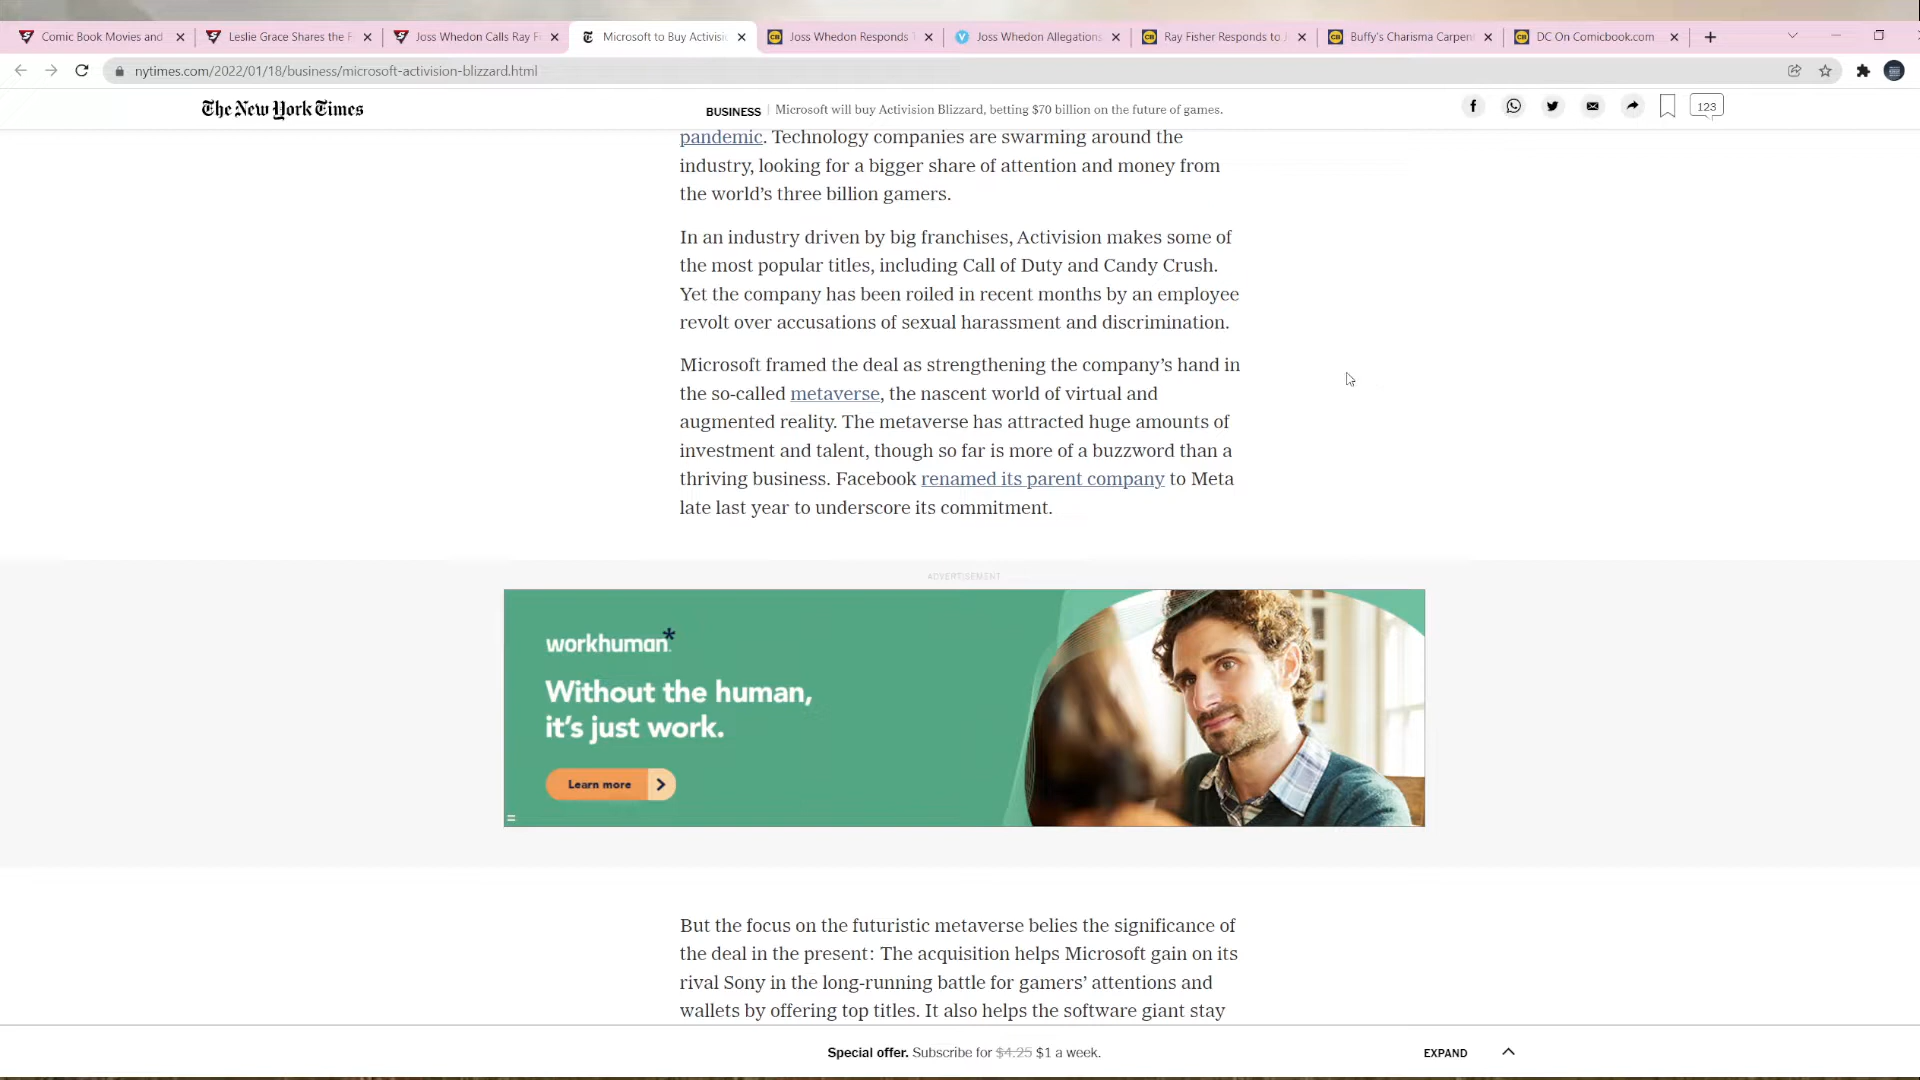 Comic Book Movies and
Leslie Grace Shares the F
Joss Whedon Calls Ray Fi
Microsoft to Buy Activisi
Joss Whedon Responds T
Joss Whedon Allegations
Ray Fisher Responds to J
Buffy's Charisma Carpen
DC On Comicbook.com
nytimes.com/2022/01/18/business/microsoft-activision-blizzard.html
The New York Times
BUSINESS | Microsoft will buy Activision Blizzard, betting $70 billion on the future of games.
123
pandemic. Technology companies are swarming around the
industry, looking for a bigger share of attention and money from
the world’s three billion gamers.
In an industry driven by big franchises, Activision makes some of
the most popular titles, including Call of Duty and Candy Crush.
Yet the company has been roiled in recent months by an employee
revolt over accusations of sexual harassment and discrimination.
Microsoft framed the deal as strengthening the company’s hand in
the so-called metaverse, the nascent world of virtual and
augmented reality. The metaverse has attracted huge amounts of
investment and talent, though so far is more of a buzzword than a
thriving business. Facebook renamed its parent company to Meta
late last year to underscore its commitment.
ADVERTISEMENT
workhuman*
Without the human,
it’s just work.
Learn more
But the focus on the futuristic metaverse belies the significance of
the deal in the present: The acquisition helps Microsoft gain on its
rival Sony in the long-running battle for gamers’ attentions and
wallets by offering top titles. It also helps the software giant stay
Special offer. Subscribe for $4.25 $1 a week.
EXPAND